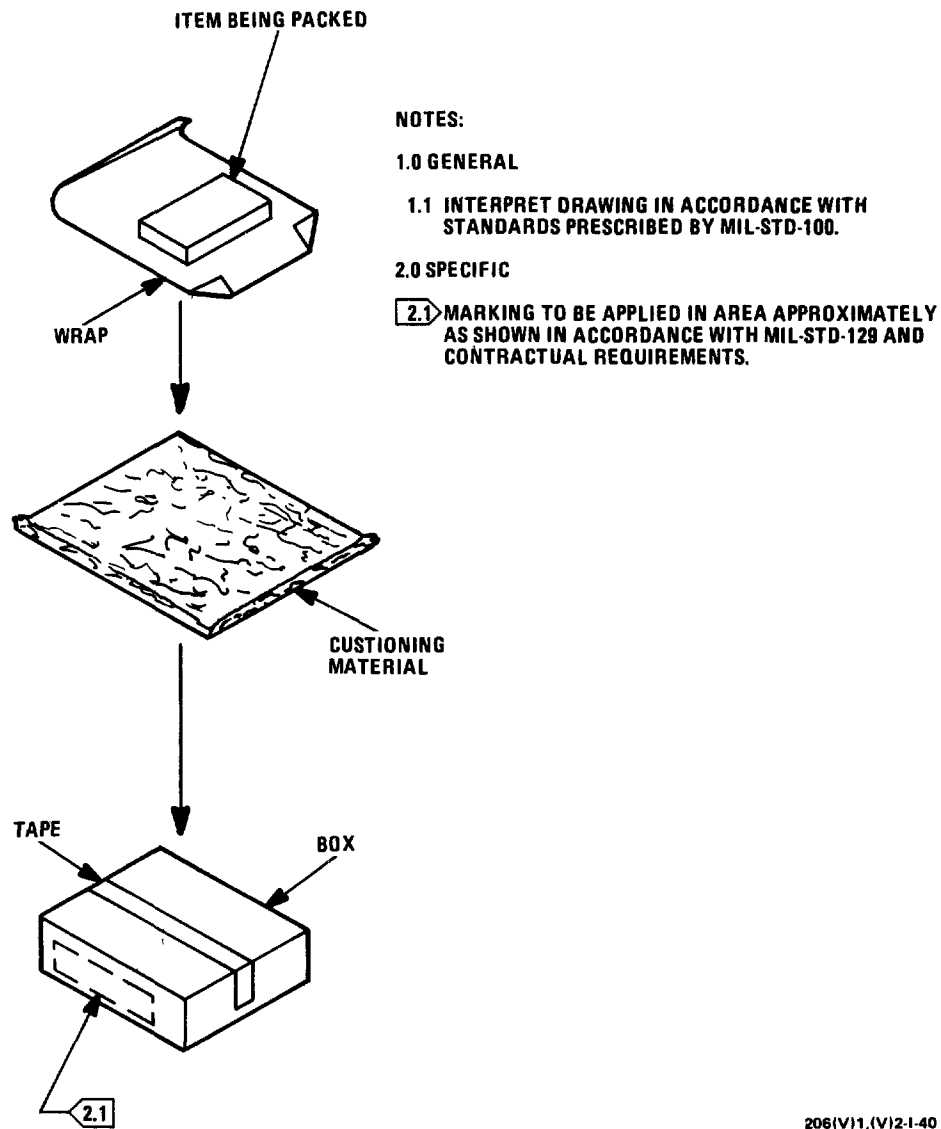 ITEM BEING PACKED
NOTES:
1.0 GENERAL
1.1 INTERPRET DRAWING IN ACCORDANCE WITH
STANDARDS PRESCRIBED BY MIL-STD-100.
2.0 SPECIFIC
2.1 MARKING TO BE APPLIED IN AREA APPROXIMATELY
AS SHOWN IN ACCORDANCE WITH MIL-STD-129 AND
CONTRACTUAL REQUIREMENTS.
WRAP
CUSTIONING
MATERIAL
TAPE
BOX
2.1
206(V)1,(V)2-I-40